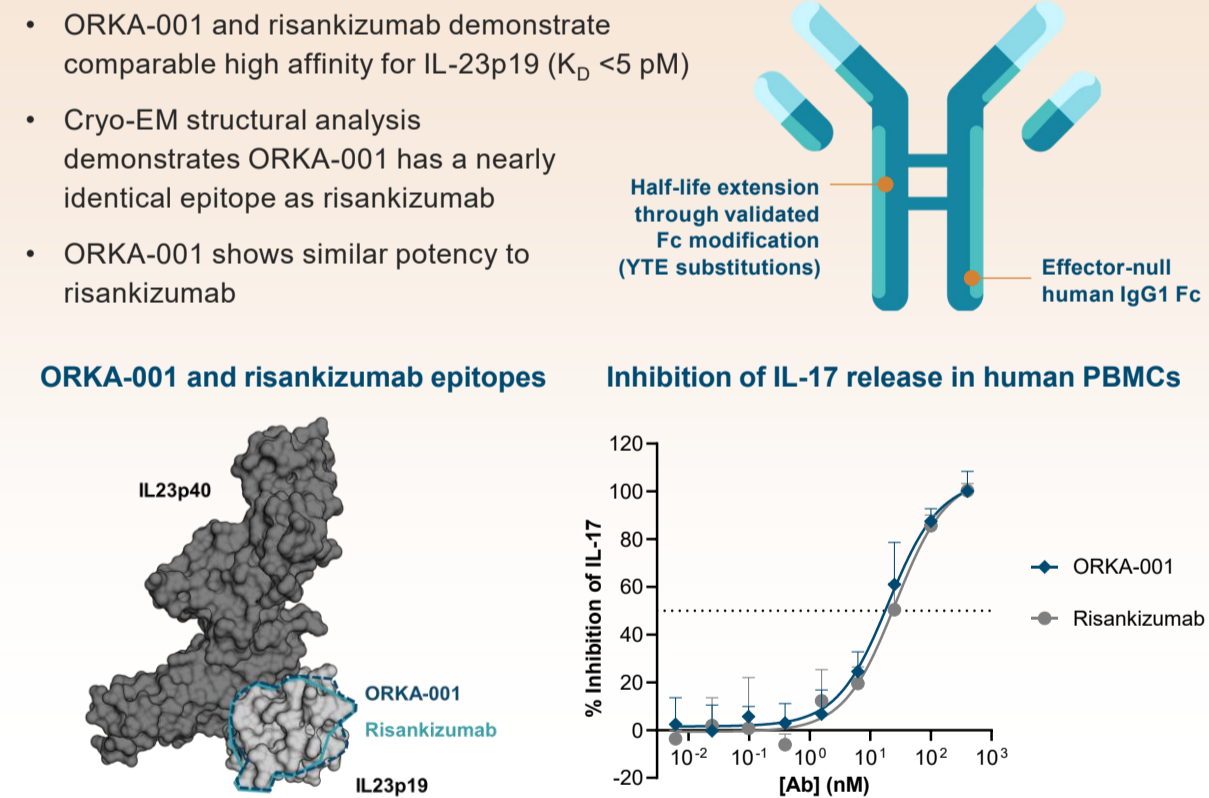 • ORKA-001 and risankizumab demonstrate
comparable high affinity for IL-23p19 (KD <5 pM)
• Cryo-EM structural analysis
demonstrates ORKA-001 has a nearly
identical epitope as risankizumab
• ORKA-001 shows similar potency to
risankizumab
Half-life extension
through validated
Fc modification
(YTE substitutions)
Effector-null
human IgG1 Fc
ORKA-001 and risankizumab epitopes
IL23p40
ORKA-001
Risankizumab
IL23p19
Inhibition of IL-17 release in human PBMCs
% Inhibition of IL-17
120
100
80
60
40
20
0
-20
10⁻² 10⁻¹ 10⁰ 10¹ 10² 10³
[Ab] (nM)
ORKA-001
Risankizumab